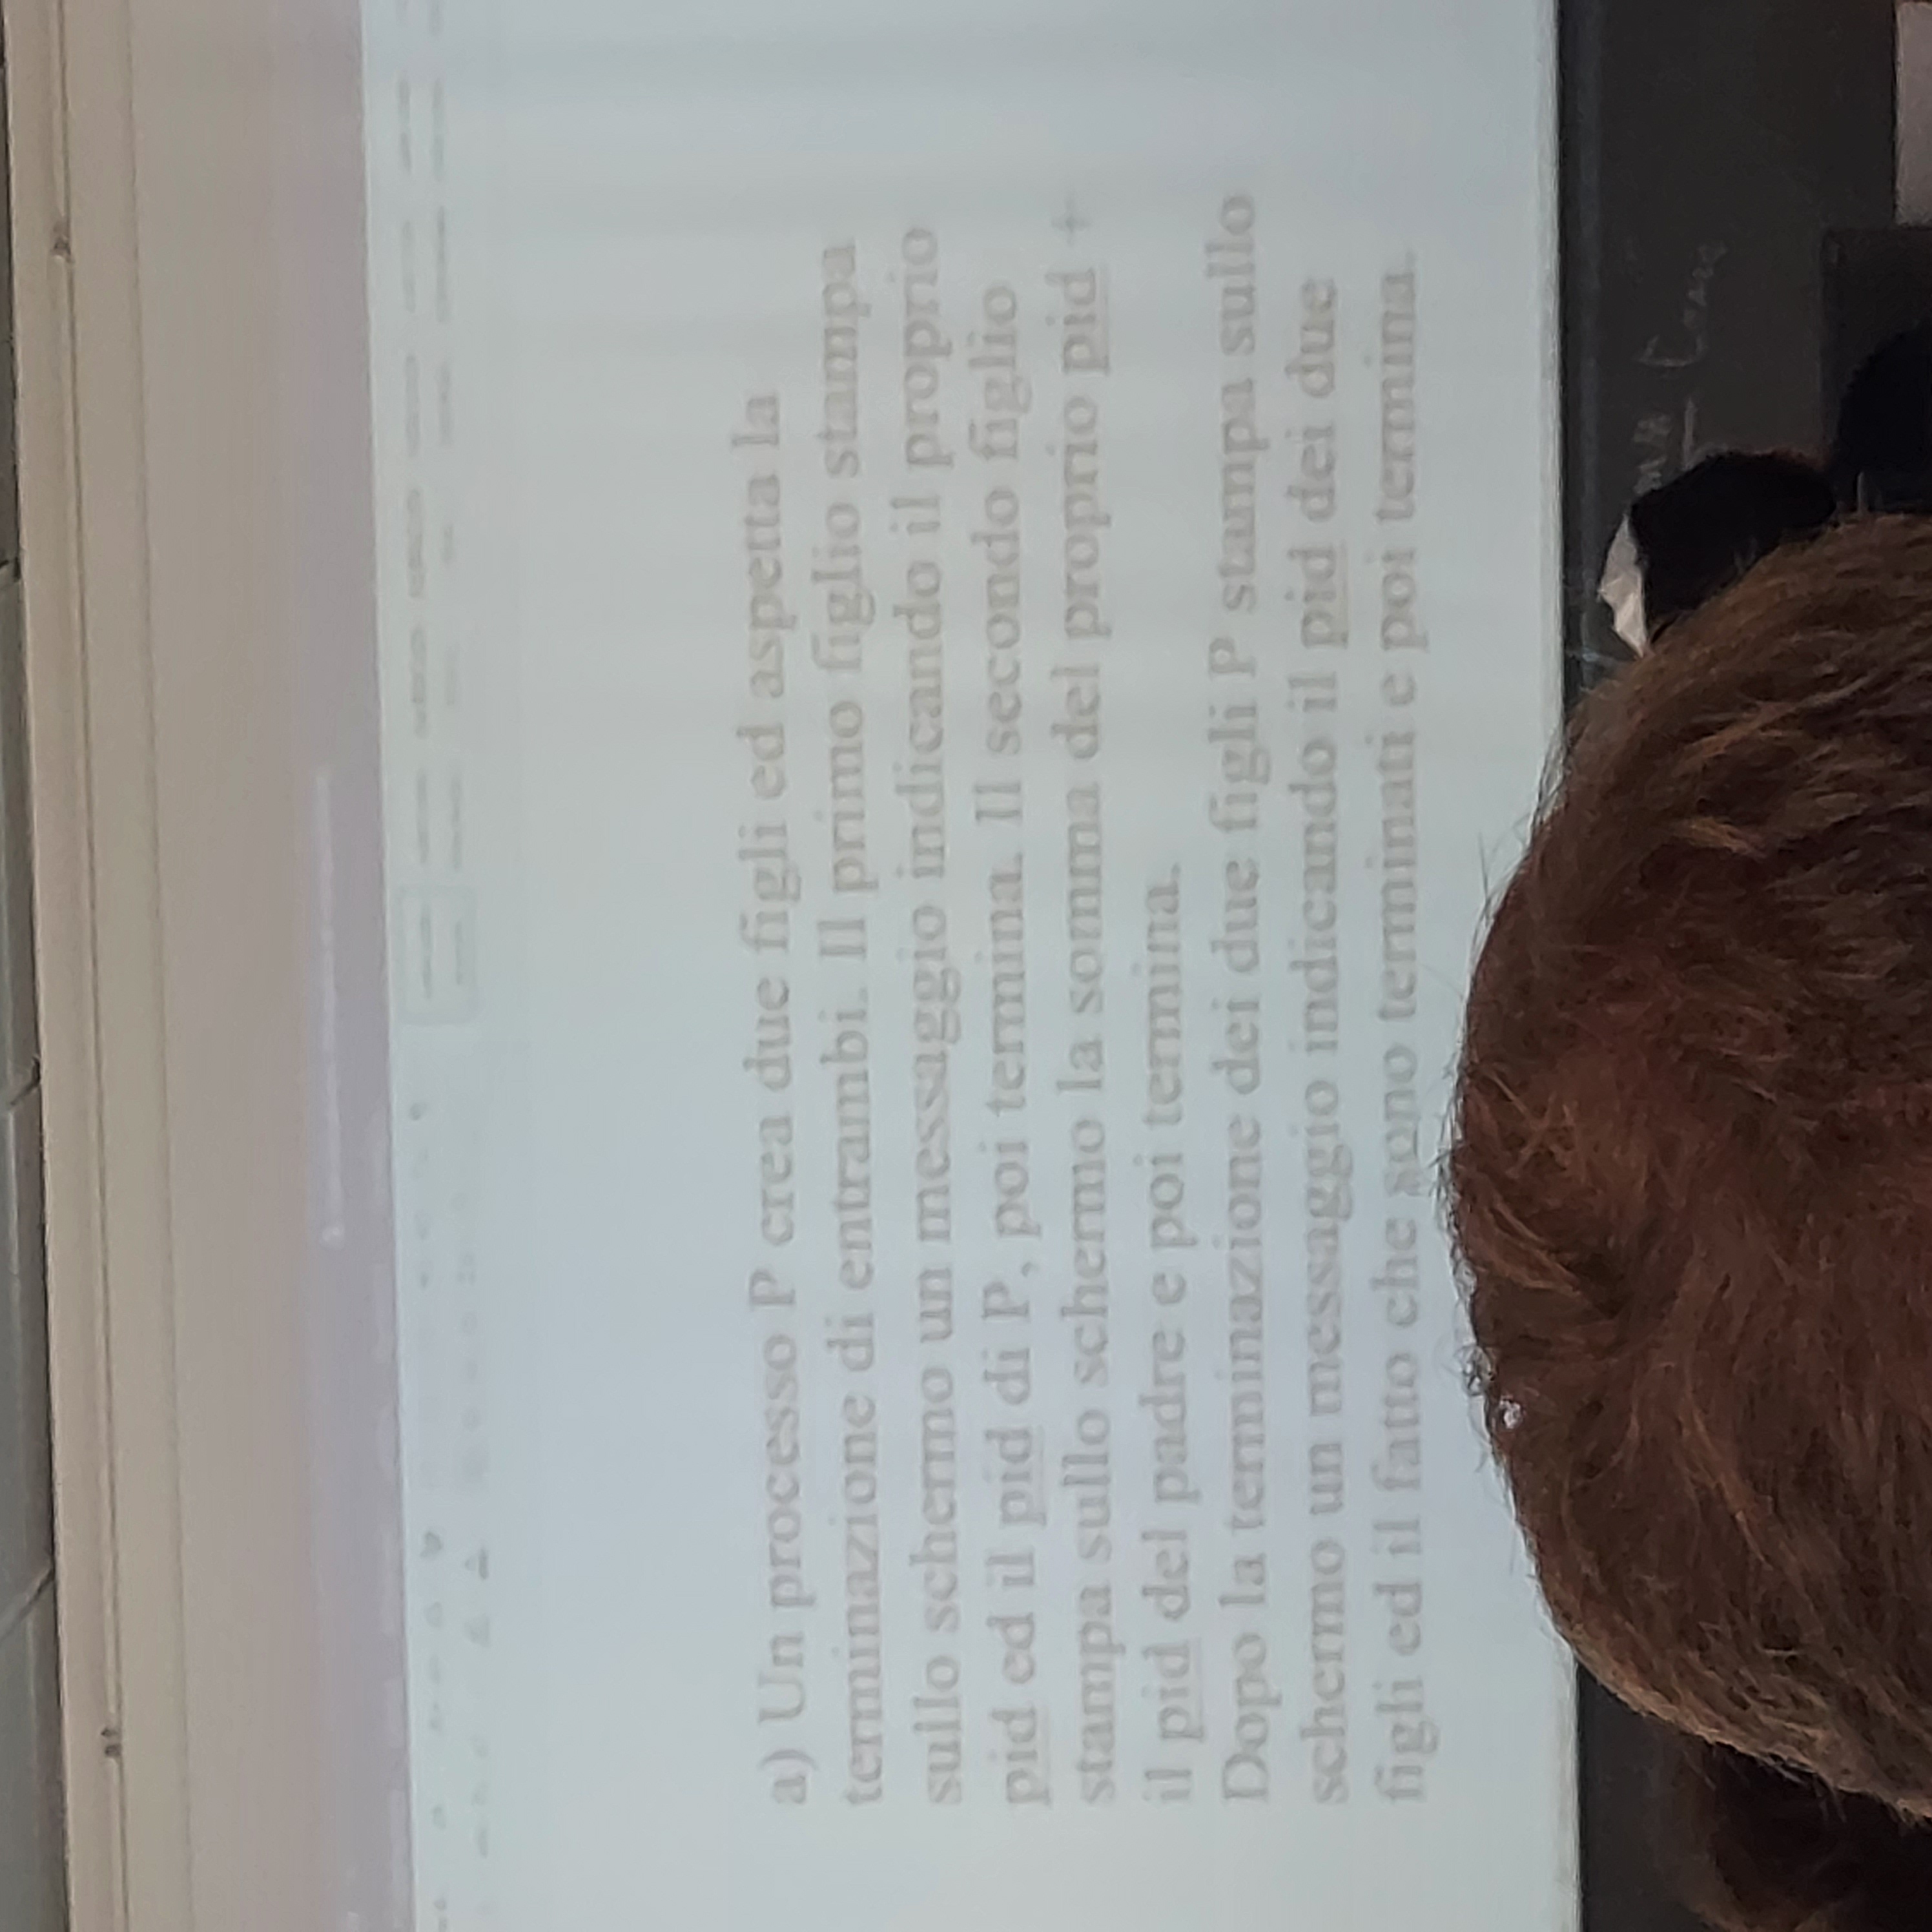 a) Un processo P crea due figli ed aspetta la
terminazione di entrambi. Il primo figlio stampa
sullo schermo un messaggio indicando il proprio
pid ed il pid di P, poi termina. Il secondo figlio
stampa sullo schermo la somma del proprio pid +
il pid del padre e poi termina.
Dopo la terminazione dei due figli P stampa sullo
schermo un messaggio indicando il pid dei due
figli ed il fatto che sono terminati e poi termina.